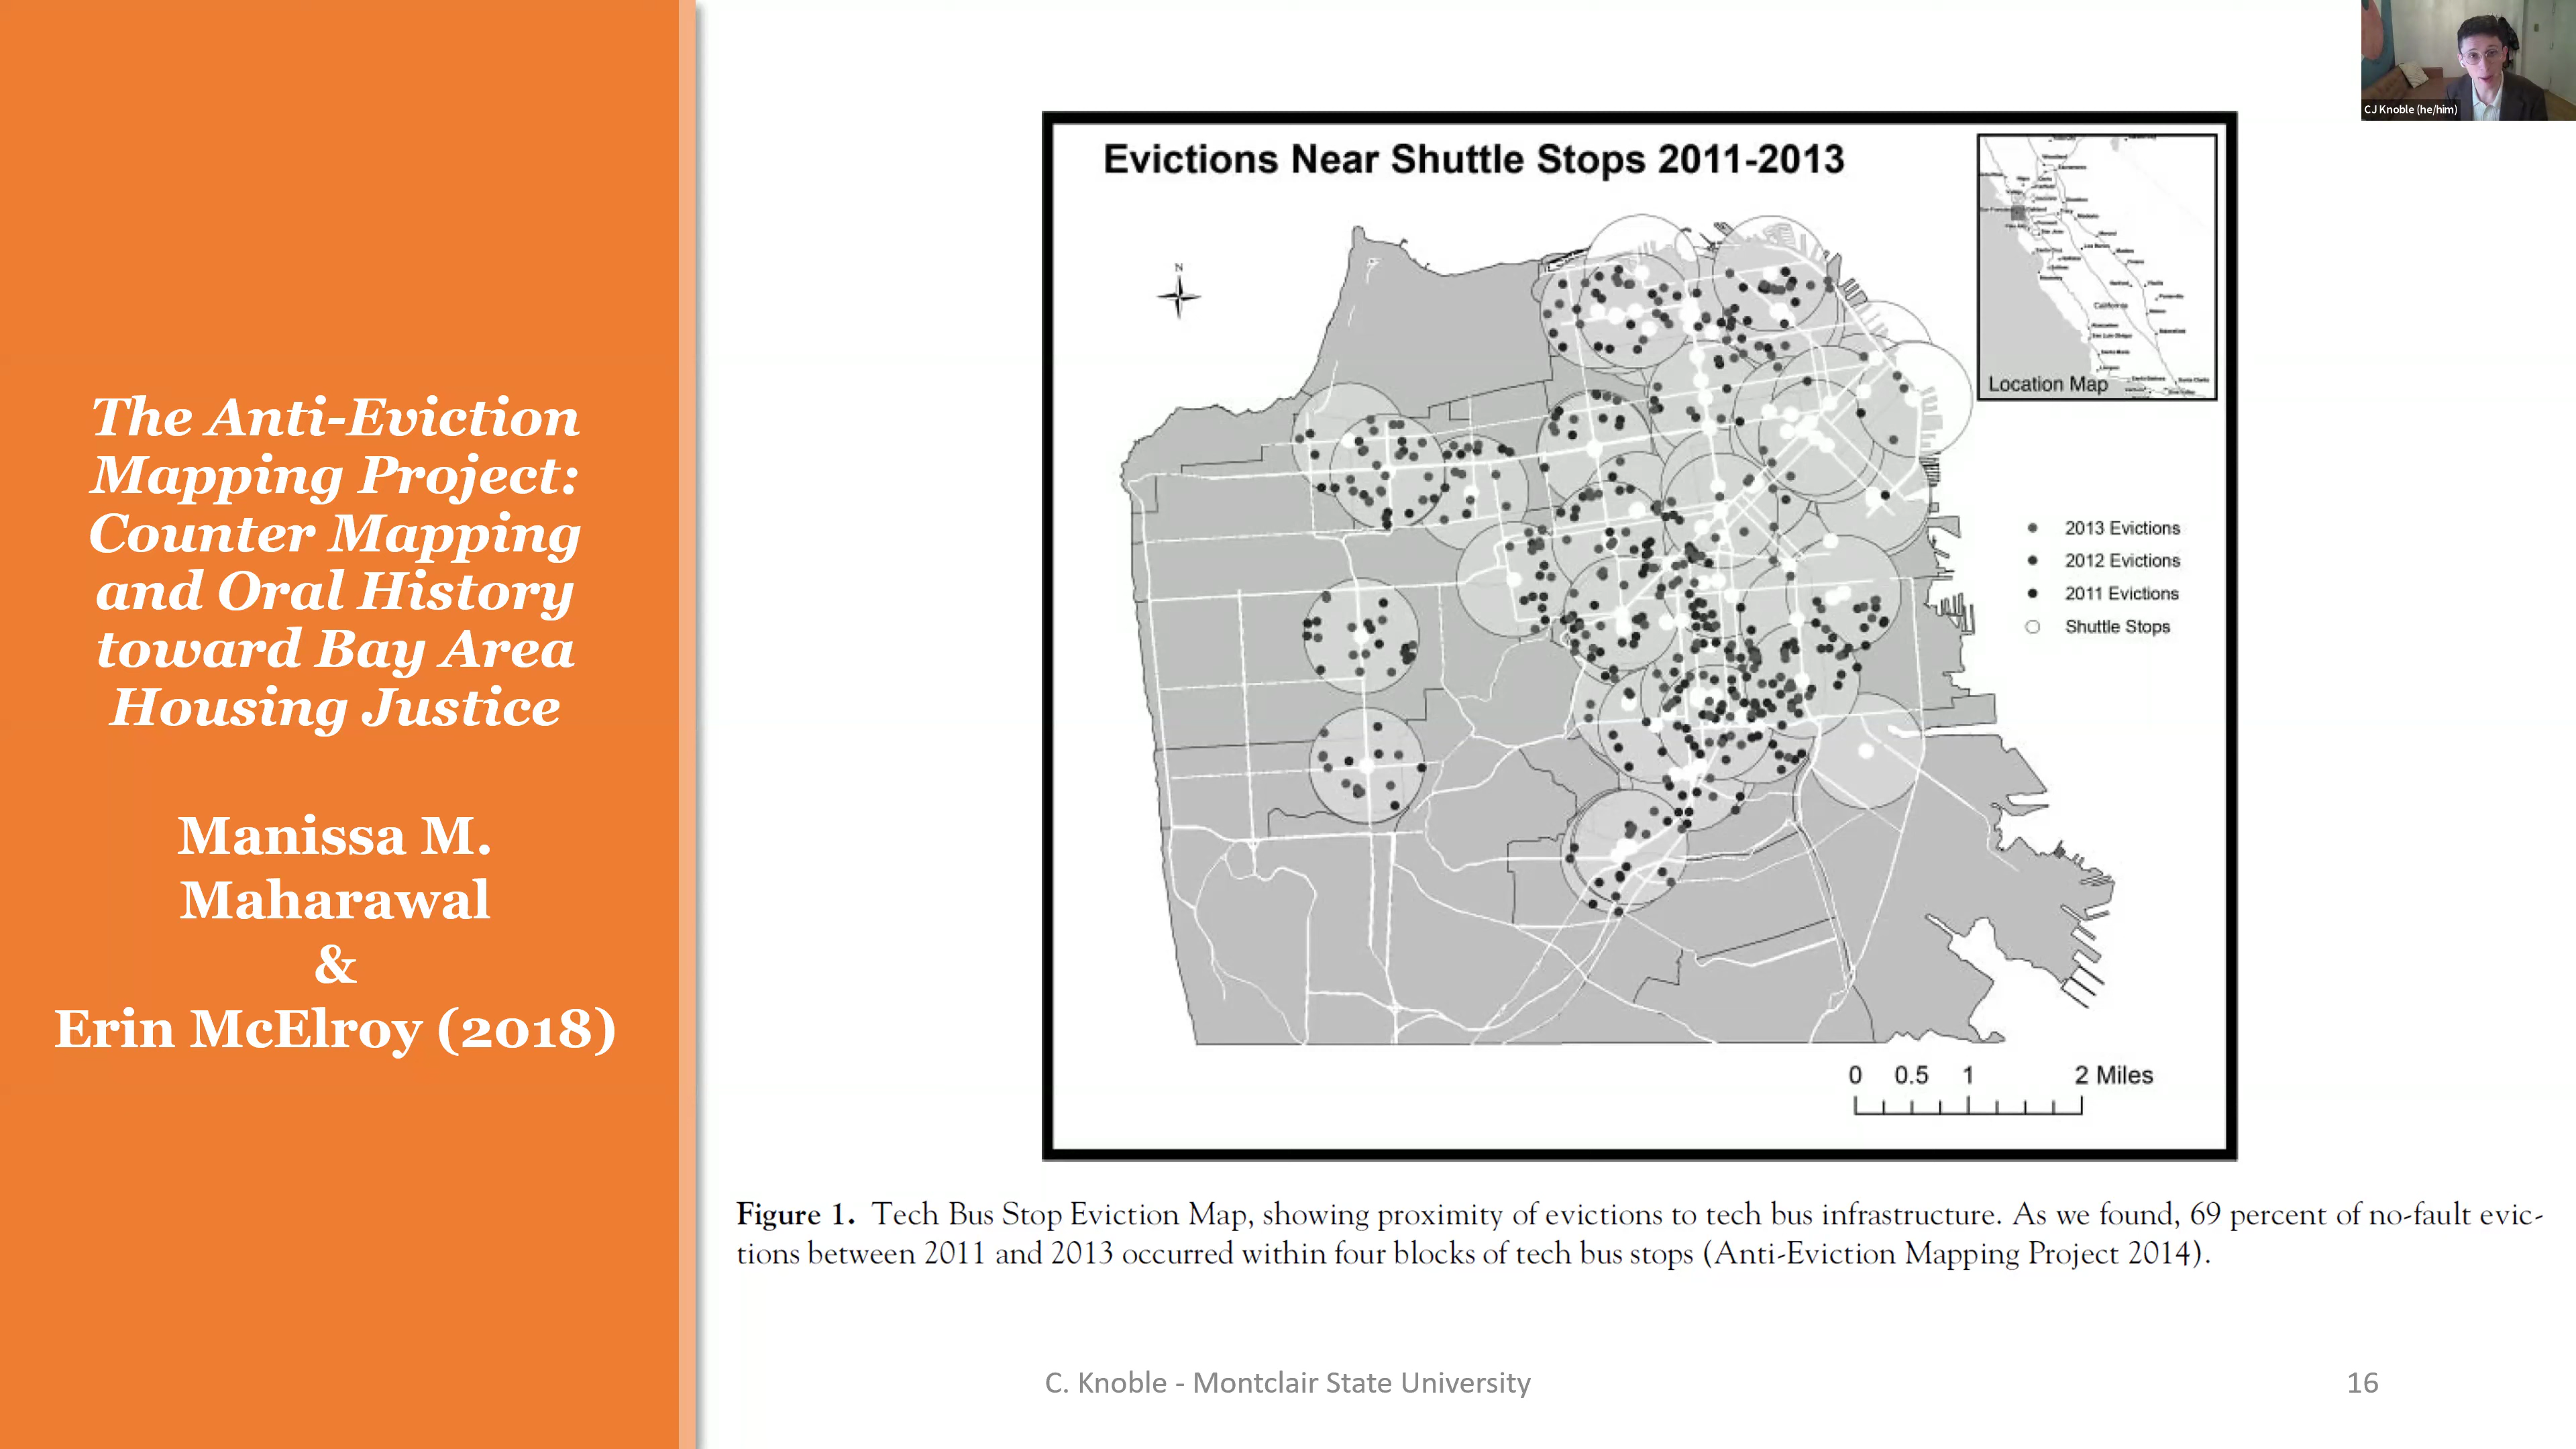 The Anti-Eviction
Mapping Project:
Counter Mapping
and Oral History
toward Bay Area
Housing Justice
Manissa M.
Maharawal
&
Erin McElroy (2018)
CJ Knoble (he/him)
Evictions Near Shuttle Stops 2011-2013
N
California
Location Map
2013 Evictions
2012 Evictions
2011 Evictions
Shuttle Stops
0 0.5 1 2 Miles
Figure 1. Tech Bus Stop Eviction Map, showing proximity of evictions to tech bus infrastructure. As we found, 69 percent of no-fault evic-
tions between 2011 and 2013 occurred within four blocks of tech bus stops (Anti-Eviction Mapping Project 2014).
C. Knoble - Montclair State University
16